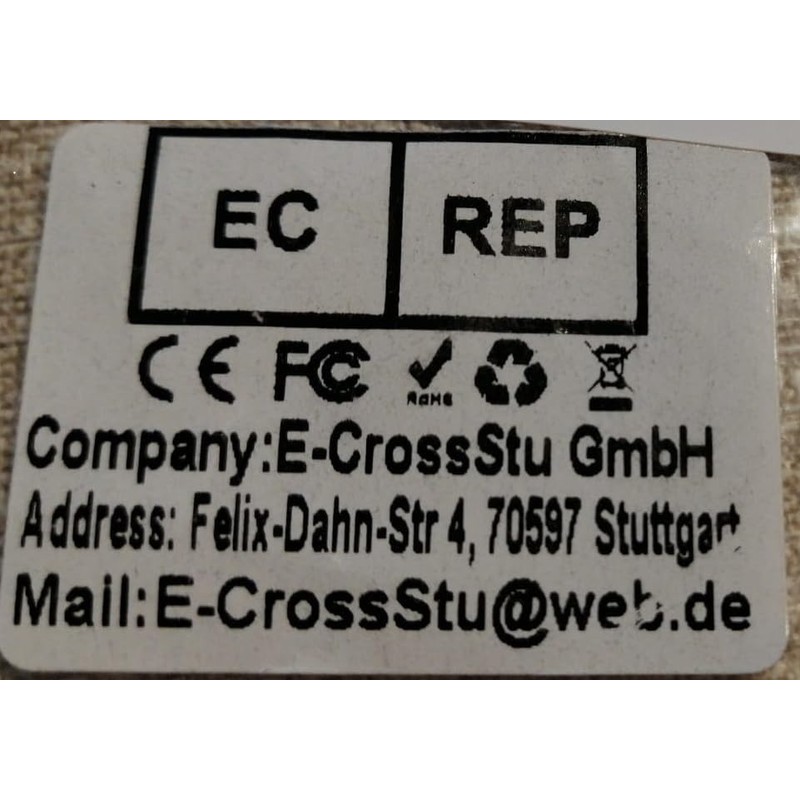 EC REP
CE FC RoHS
Company:E-CrossStu GmbH
Address: Felix-Dahn-Str 4, 70597 Stuttgart
Mail:E-CrossStu@web.de